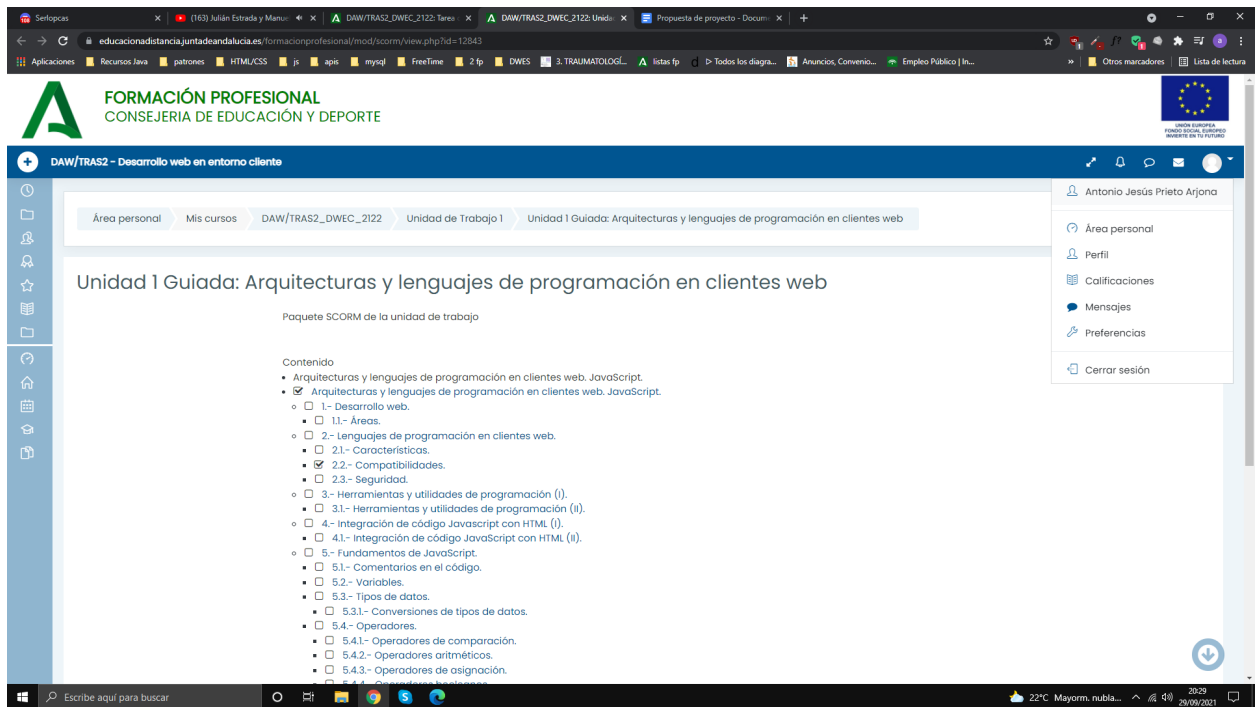 Serlopcas
(163) Julián Estrada y Manue
DAW/TRAS2_DWEC_2122: Tarea
DAW/TRAS2_DWEC_2122: Unida
Propuesta de proyecto - Docum
educacionadistancia.juntadeandalucia.es/formacionprofesional/mod/scorm/view.php?id=12843
Aplicaciones
Recursos Java
patrones
HTML/CSS
js
apis
mysql
FreeTime
2 fp
DWES
3. TRAUMATOLOGÍ...
listas fp
Todos los diagra...
Anuncios, Convenio...
Empleo Público | In...
»
Otros marcadores
Lista de lectura
FORMACIÓN PROFESIONAL
CONSEJERIA DE EDUCACIÓN Y DEPORTE
UNIÓN EUROPEA
FONDO SOCIAL EUROPEO
INVIERTE EN TU FUTURO
DAW/TRAS2 - Desarrollo web en entorno cliente
Antonio Jesús Prieto Arjona
Área personal
Perfil
Calificaciones
Mensajes
Preferencias
Cerrar sesión
Área personal
Mis cursos
DAW/TRAS2_DWEC_2122
Unidad de Trabajo 1
Unidad 1 Guiada: Arquitecturas y lenguajes de programación en clientes web
Unidad 1 Guiada: Arquitecturas y lenguajes de programación en clientes web
Paquete SCORM de la unidad de trabajo
Contenido
Arquitecturas y lenguajes de programación en clientes web. JavaScript.
Arquitecturas y lenguajes de programación en clientes web. JavaScript.
1.- Desarrollo web.
1.1.- Áreas.
2.- Lenguajes de programación en clientes web.
2.1.- Características.
2.2.- Compatibilidades.
2.3.- Seguridad.
3.- Herramientas y utilidades de programación (I).
3.1.- Herramientas y utilidades de programación (II).
4.- Integración de código Javascript con HTML (I).
4.1.- Integración de código JavaScript con HTML (II).
5.- Fundamentos de JavaScript.
5.1.- Comentarios en el código.
5.2.- Variables.
5.3.- Tipos de datos.
5.3.1.- Conversiones de tipos de datos.
5.4.- Operadores.
5.4.1.- Operadores de comparación.
5.4.2.- Operadores aritméticos.
5.4.3.- Operadores de asignación.
5.4.4.- Operadores booleanos.
Escribe aquí para buscar
22°C Mayorm. nubla...
20:29
29/09/2021